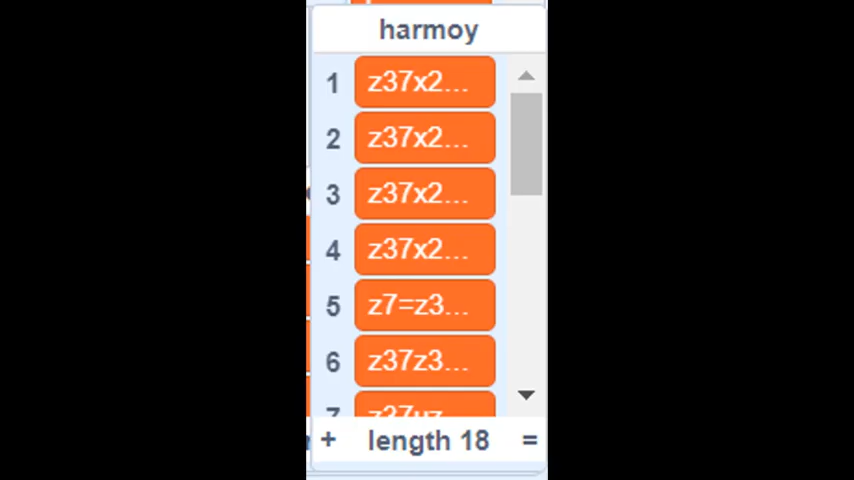 harmoy
1 z37x2...
2 z37x2...
3 z37x2...
4 z37x2...
5 z7=z3...
6 z37z3...
+ length 18 =